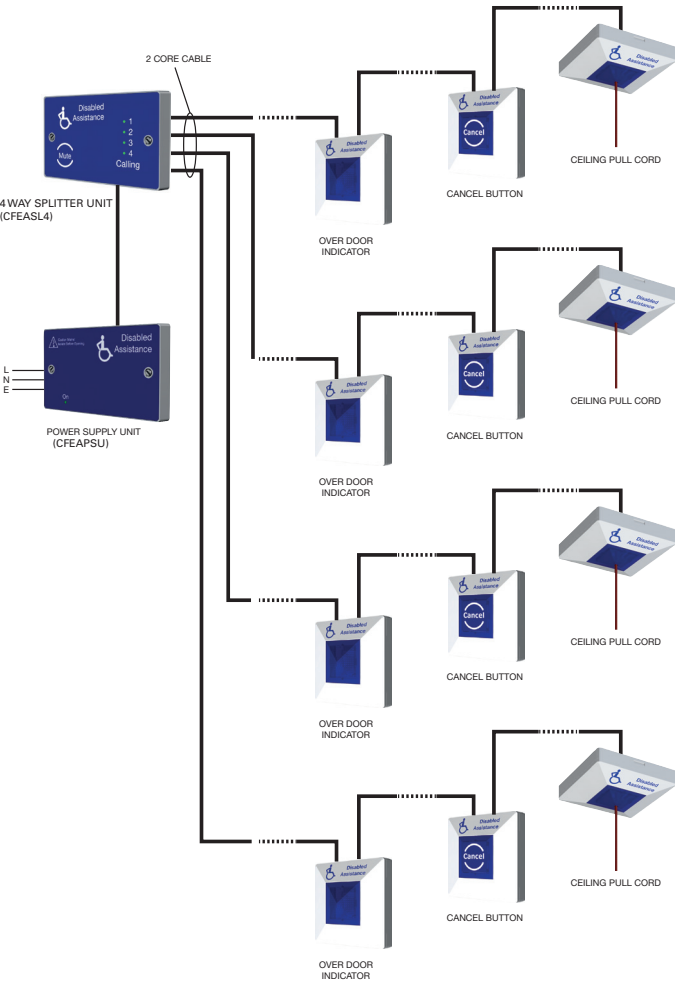 2 CORE CABLE
Disabled
Assistance
1
2
3
4
Calling
Mute
4 WAY SPLITTER UNIT
(CFEASL4)
Disabled
Assistance
L
N
E
On
POWER SUPPLY UNIT
(CFEAPSU)
Disabled
Assistance
OVER DOOR
INDICATOR
Disabled
Assistance
Cancel
CANCEL BUTTON
Disabled
Assistance
CEILING PULL CORD
Disabled
Assistance
OVER DOOR
INDICATOR
Disabled
Assistance
Cancel
CANCEL BUTTON
Disabled
Assistance
CEILING PULL CORD
Disabled
Assistance
OVER DOOR
INDICATOR
Disabled
Assistance
Cancel
CANCEL BUTTON
Disabled
Assistance
CEILING PULL CORD
Disabled
Assistance
OVER DOOR
INDICATOR
Disabled
Assistance
Cancel
CANCEL BUTTON
Disabled
Assistance
CEILING PULL CORD